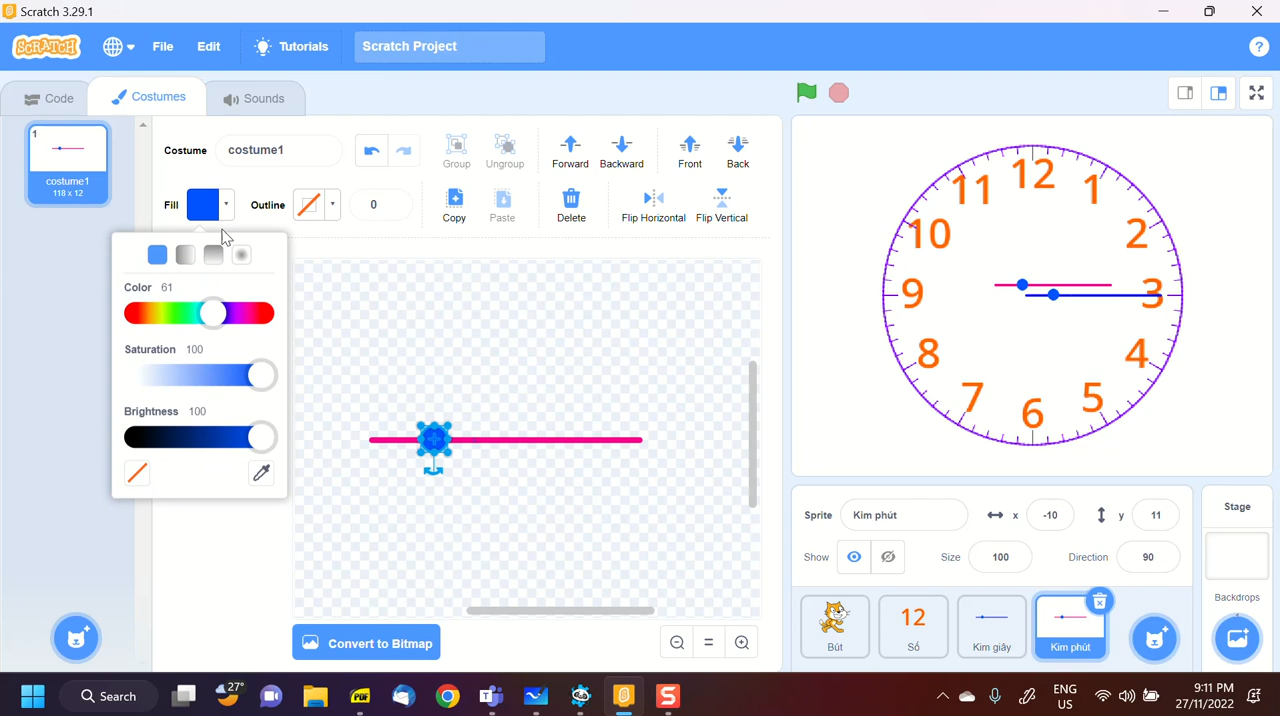 Scratch 3.29.1
SCRATCH File Edit Tutorials Scratch Project ?
Code Costumes Sounds
1
costume1
118 x 12
Costume costume1 Group Ungroup Forward Backward Front Back
Fill Outline 0 Copy Paste Delete Flip Horizontal Flip Vertical
Color 61
Saturation 100
Brightness 100
Convert to Bitmap
12
11 1
10 2
9 3
8 4
7 5
6
Sprite Kim phút x -10 y 11
Show Size 100 Direction 90
Stage
Backdrops
12
Bút Số Kim giây Kim phút
Search 27° PDF S ENG
US
9:11 PM
27/11/2022